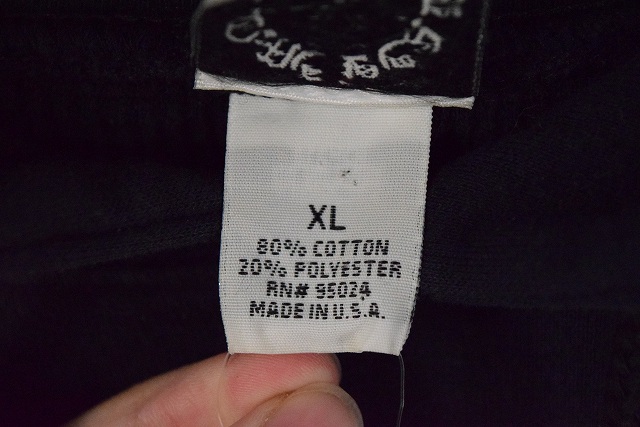 XL
80% COTTON
20% POLYESTER
RN# 95024
MADE IN U.S.A.